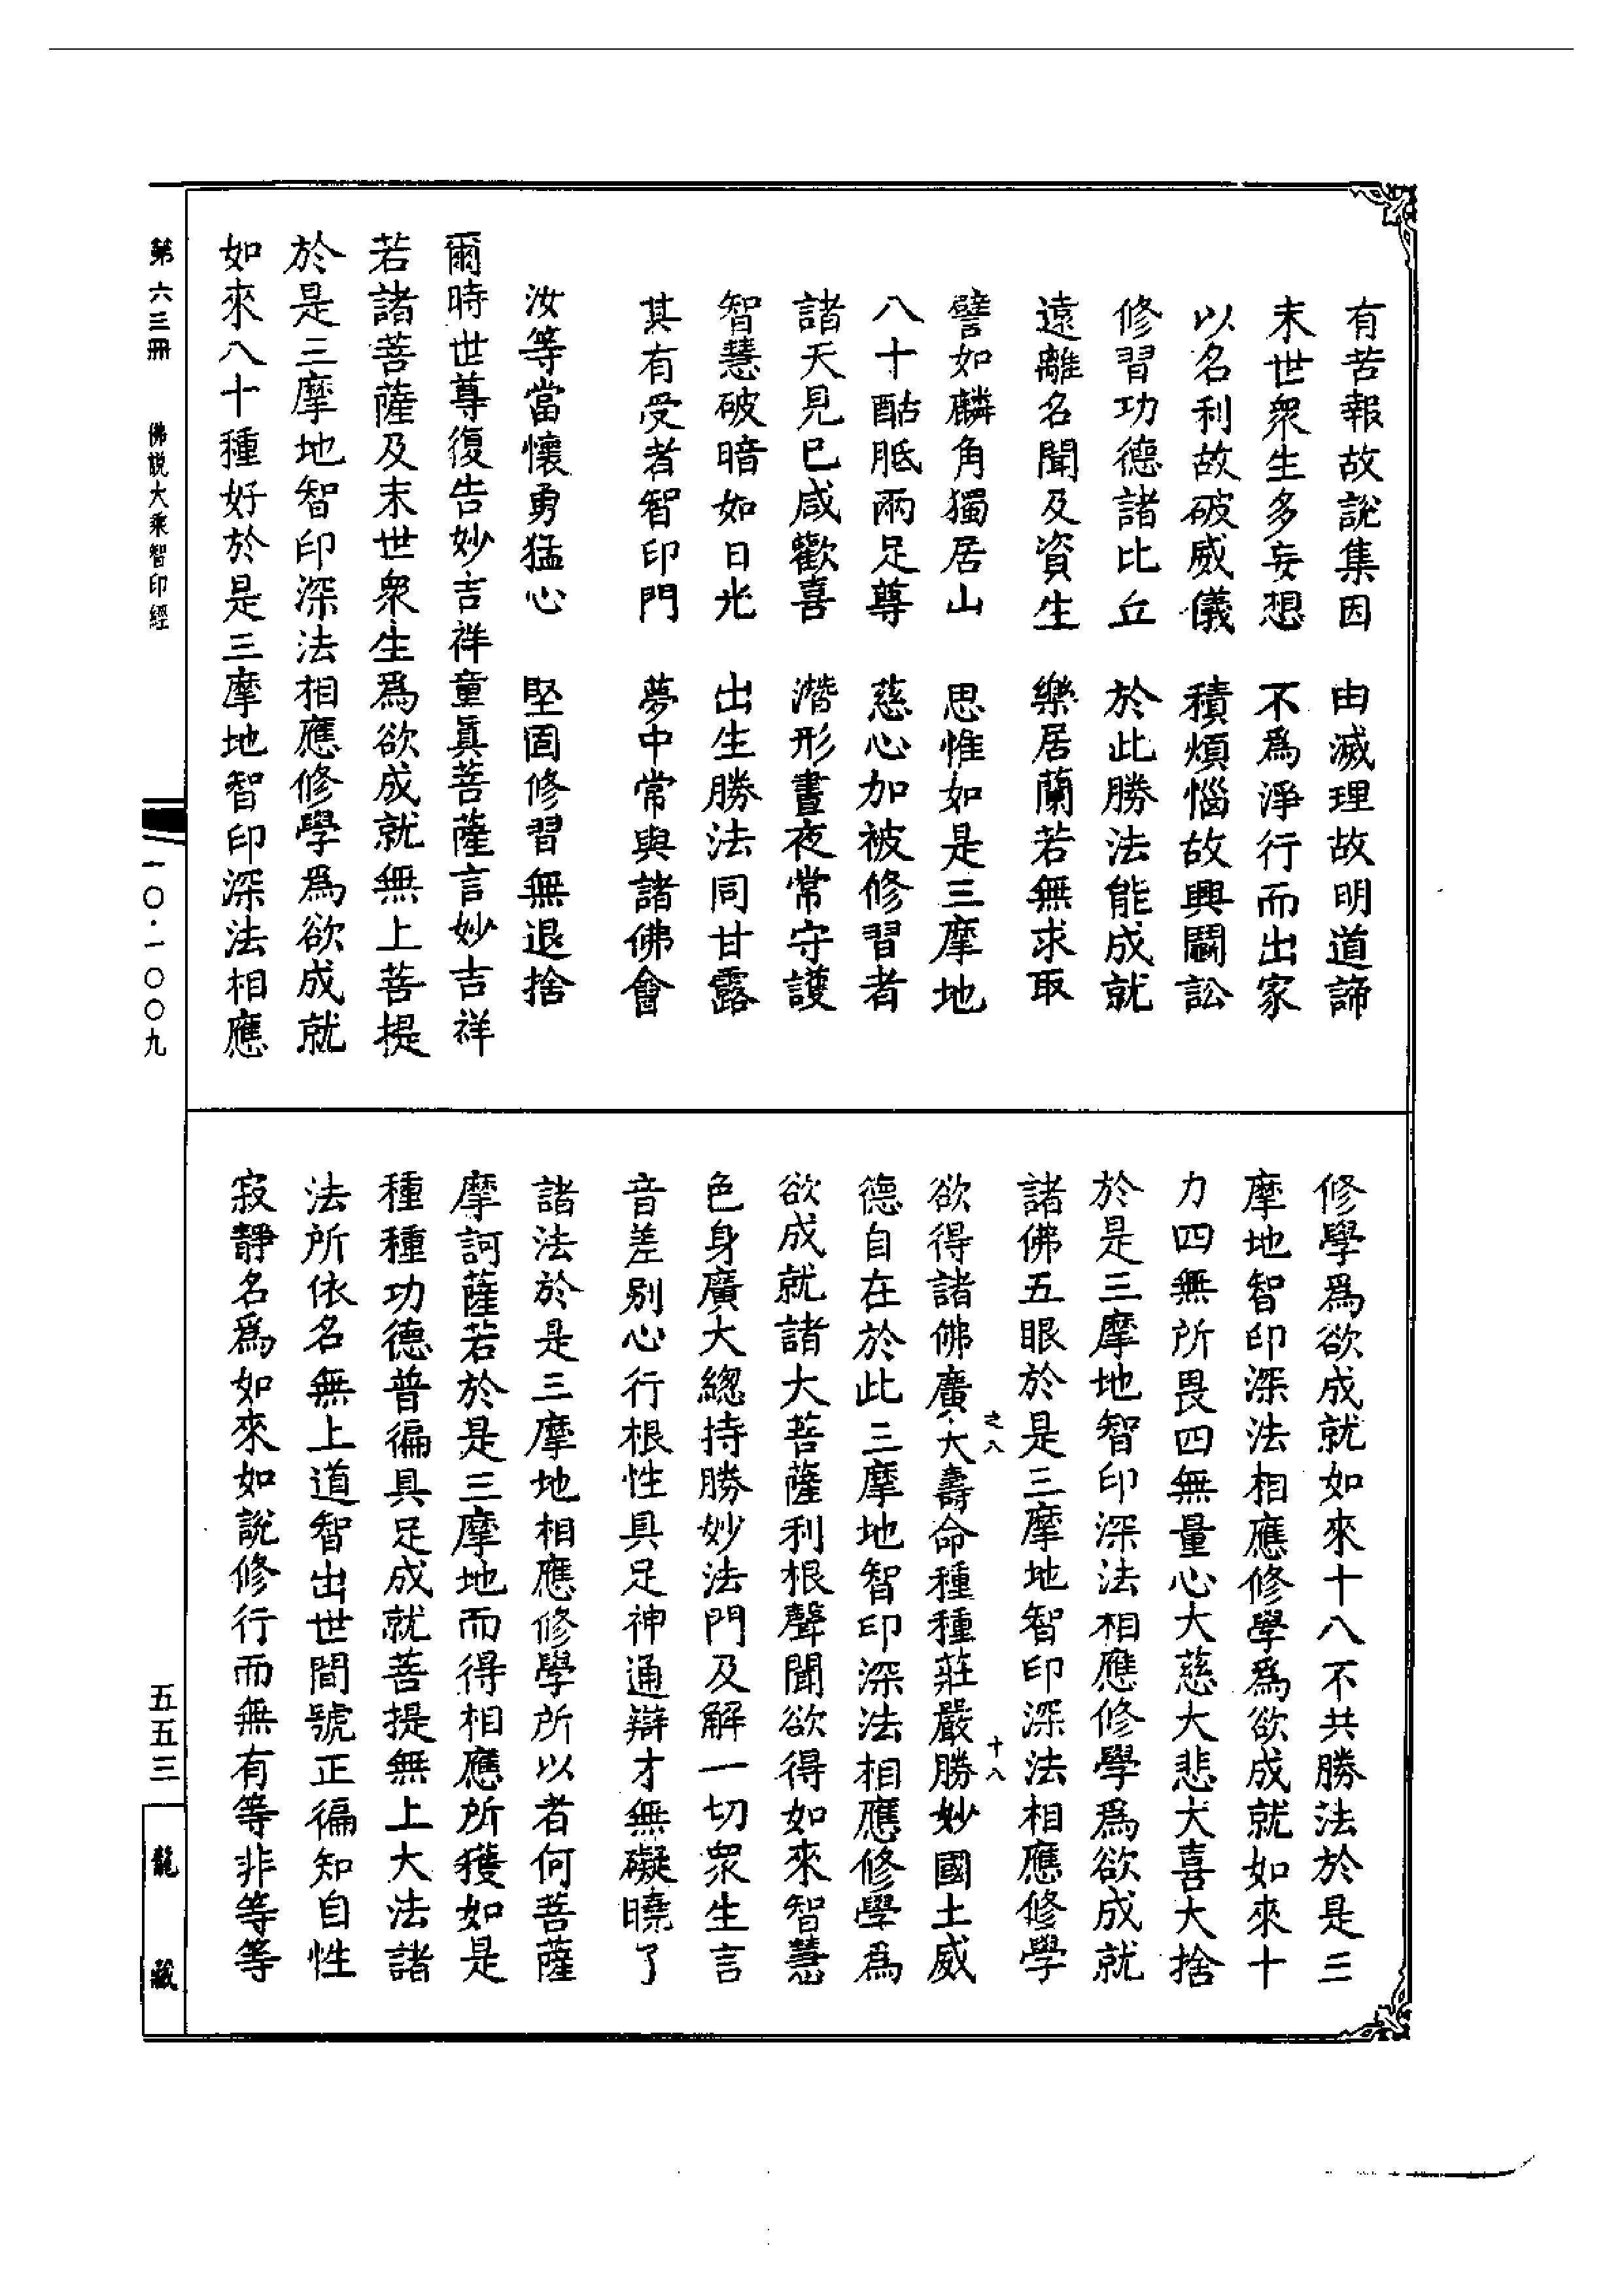 有苦報故說集因　由滅理故明道諦
末世衆生多妄想　不爲淨行而出家
以名利故破威儀　積煩惱故興鬭訟
修習功德諸比丘　於此勝法能成就
遠離名聞及資生　樂居蘭若無求取
譬如麟角獨居山　思惟如是三摩地
八十酤胝兩足尊　慈心加被修習者
諸天見已咸歡喜　潛形晝夜常守護
智慧破暗如日光　出生勝法同甘露
其有受者智印門　夢中常與諸佛會
汝等當懷勇猛心　堅固修習無退捨
爾時世尊復告妙吉祥童真菩薩言妙吉祥
若諸菩薩及末世衆生爲欲成就無上菩提
於是三摩地智印深法相應修學爲欲成就
如來八十種好於是三摩地智印深法相應
修學爲欲成就如來十八不共勝法於是三
摩地智印深法相應修學爲欲成就如來十
力四無所畏四無量心大慈大悲大喜大捨
於是三摩地智印深法相應修學爲欲成就
諸佛五眼於是三摩地智印深法相應修學
之八　十八
欲得諸佛廣大壽命種種莊嚴勝妙國土威
德自在於此三摩地智印深法相應修學爲
欲成就諸大菩薩利根聲聞欲得如來智慧
色身廣大總持勝妙法門及解一切衆生言
音差別心行根性具足神通辯才無礙曉了
諸法於是三摩地相應修學所以者何菩薩
摩訶薩若於是三摩地而得相應所獲如是
種種功德普徧具足成就菩提無上大法諸
法所依名無上道智出世間號正徧知自性
寂靜名爲如來如說修行而無有等非等等
第六三冊　佛說大乘智印經　一〇·一〇〇九　五五三　龍藏